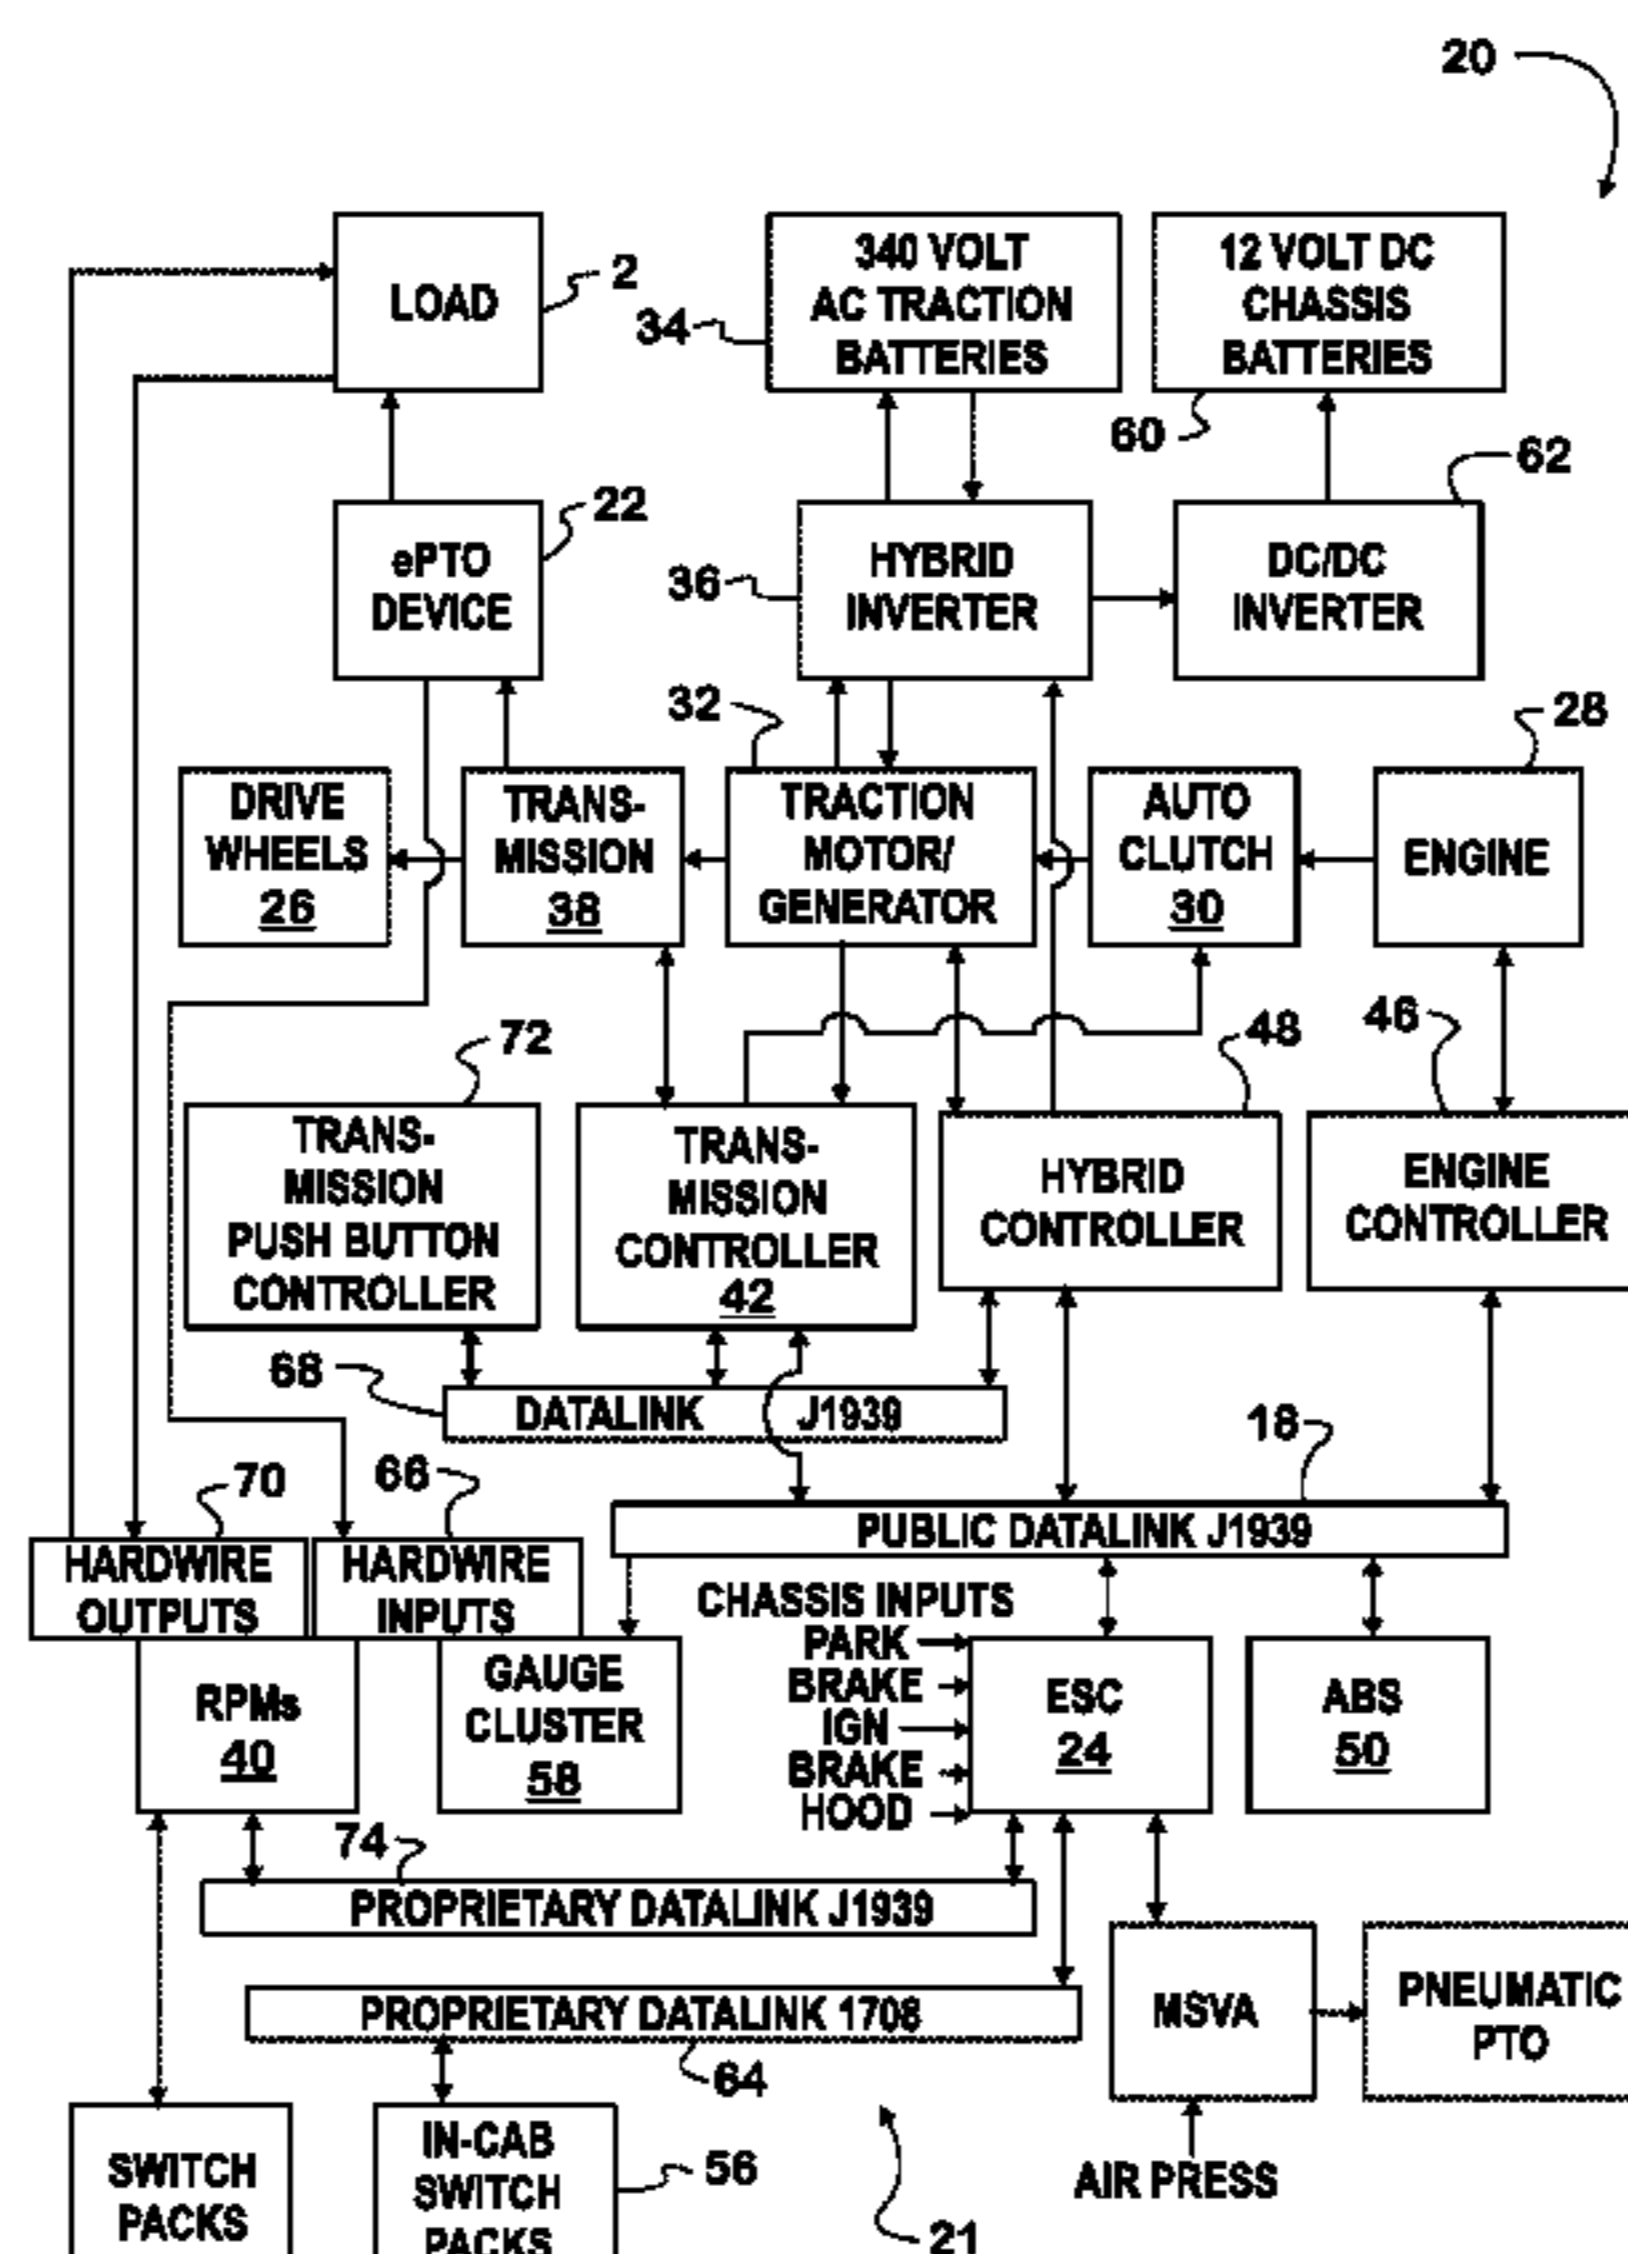 20
LOAD
2
34
340 VOLT
AC TRACTION
BATTERIES
12 VOLT DC
CHASSIS
BATTERIES
60
62
ePTO
DEVICE
22
36
HYBRID
INVERTER
DC/DC
INVERTER
32
28
DRIVE
WHEELS
26
TRANS-
MISSION
38
TRACTION
MOTOR/
GENERATOR
AUTO
CLUTCH
30
ENGINE
72
48
46
TRANS-
MISSION
PUSH BUTTON
CONTROLLER
TRANS-
MISSION
CONTROLLER
42
HYBRID
CONTROLLER
ENGINE
CONTROLLER
68
DATALINK J1939
18
70
66
PUBLIC DATALINK J1939
HARDWIRE
OUTPUTS
HARDWIRE
INPUTS
CHASSIS INPUTS
PARK
BRAKE
IGN
BRAKE
HOOD
RPMs
40
GAUGE
CLUSTER
58
ESC
24
ABS
50
74
PROPRIETARY DATALINK J1939
PROPRIETARY DATALINK 1708
64
MSVA
PNEUMATIC
PTO
AIR PRESS
SWITCH
PACKS
IN-CAB
SWITCH
PACKS
56
21